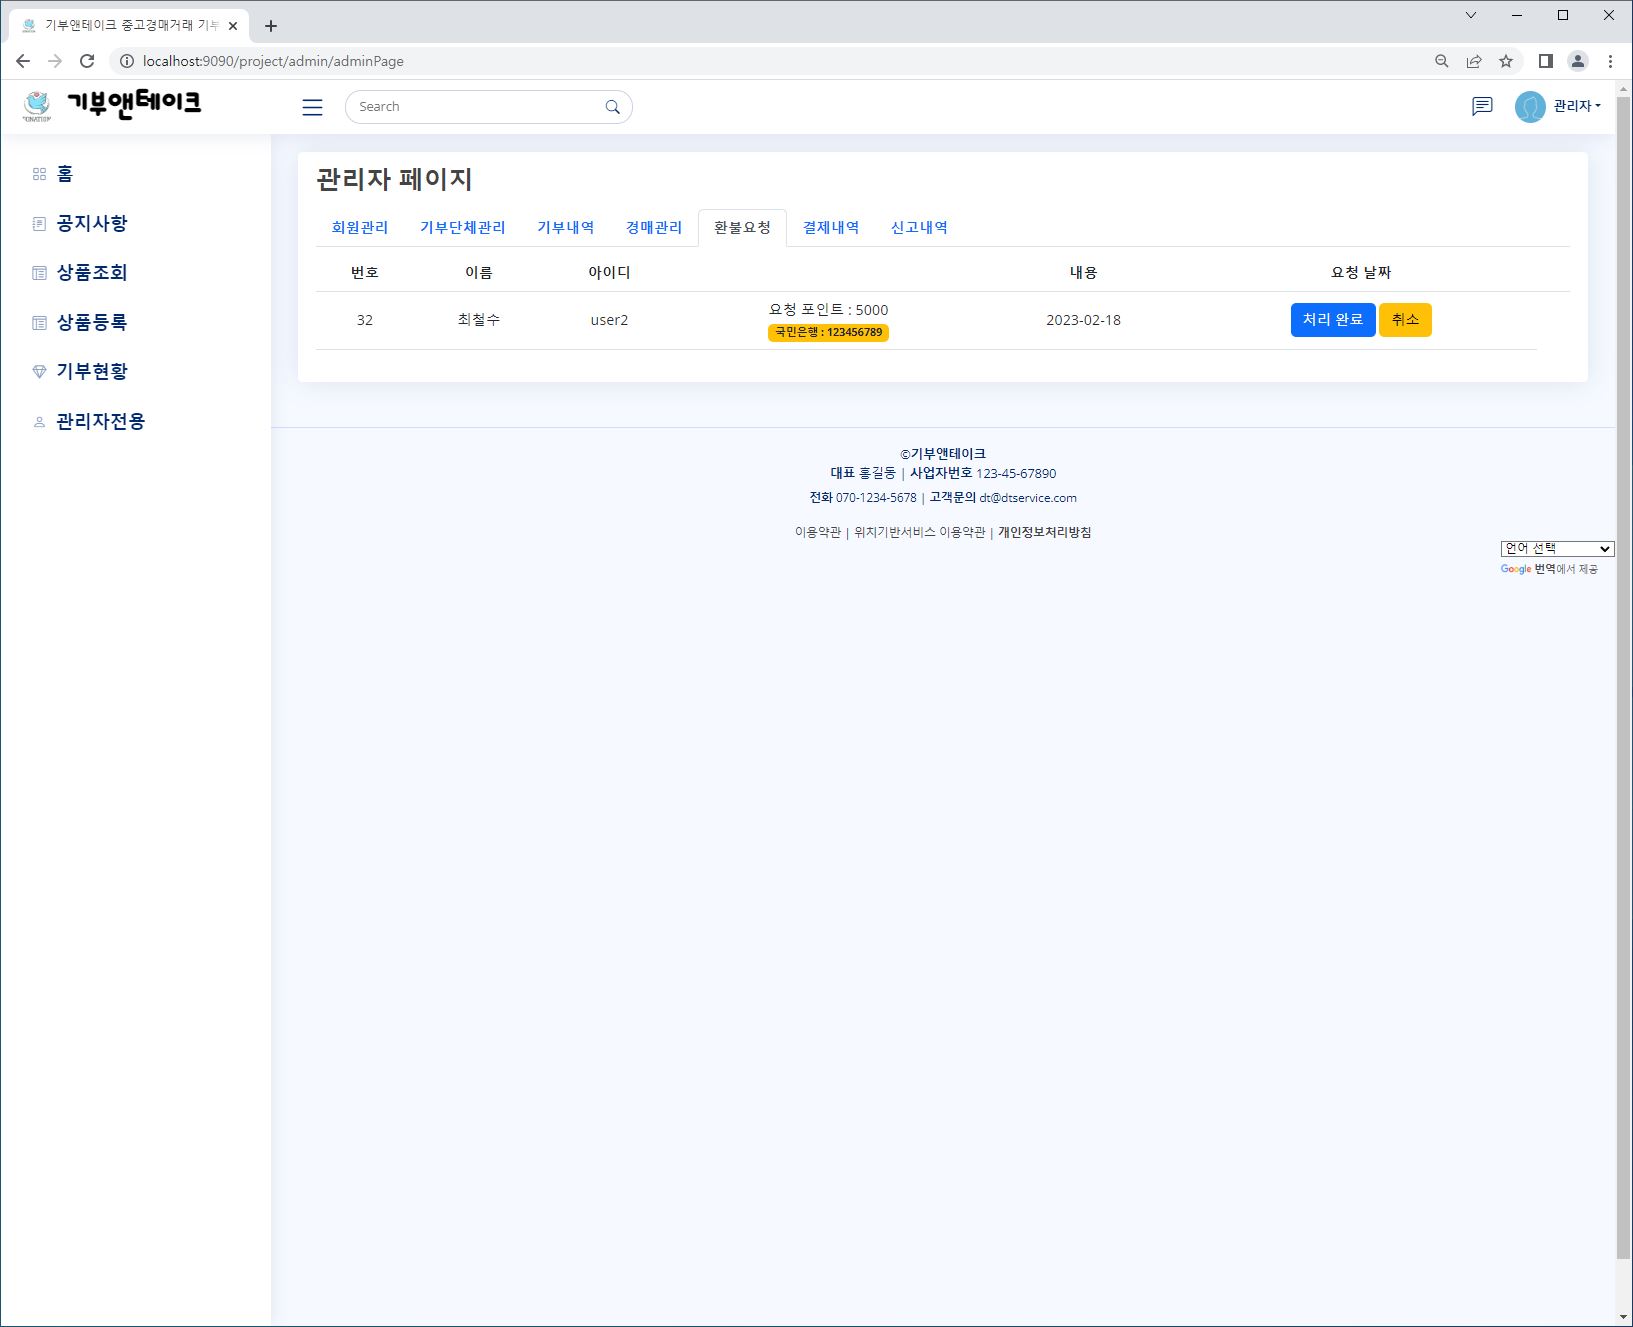 기부앤테이크 중고경매거래 기부
localhost:9090/project/admin/adminPage
기부앤테이크
Search
관리자
홈
공지사항
상품조회
상품등록
기부현황
관리자전용
관리자 페이지
회원관리 기부단체관리 기부내역 경매관리 환불요청 결제내역 신고내역
번호 이름 아이디 내용 요청 날짜
32 최철수 user2 요청 포인트 : 5000 2023-02-18 처리 완료 취소
국민은행 : 123456789
©기부앤테이크
대표 홍길동 | 사업자번호 123-45-67890
전화 070-1234-5678 | 고객문의 dt@dtservice.com
이용약관 | 위치기반서비스 이용약관 | 개인정보처리방침
언어 선택
Google 번역에서 제공